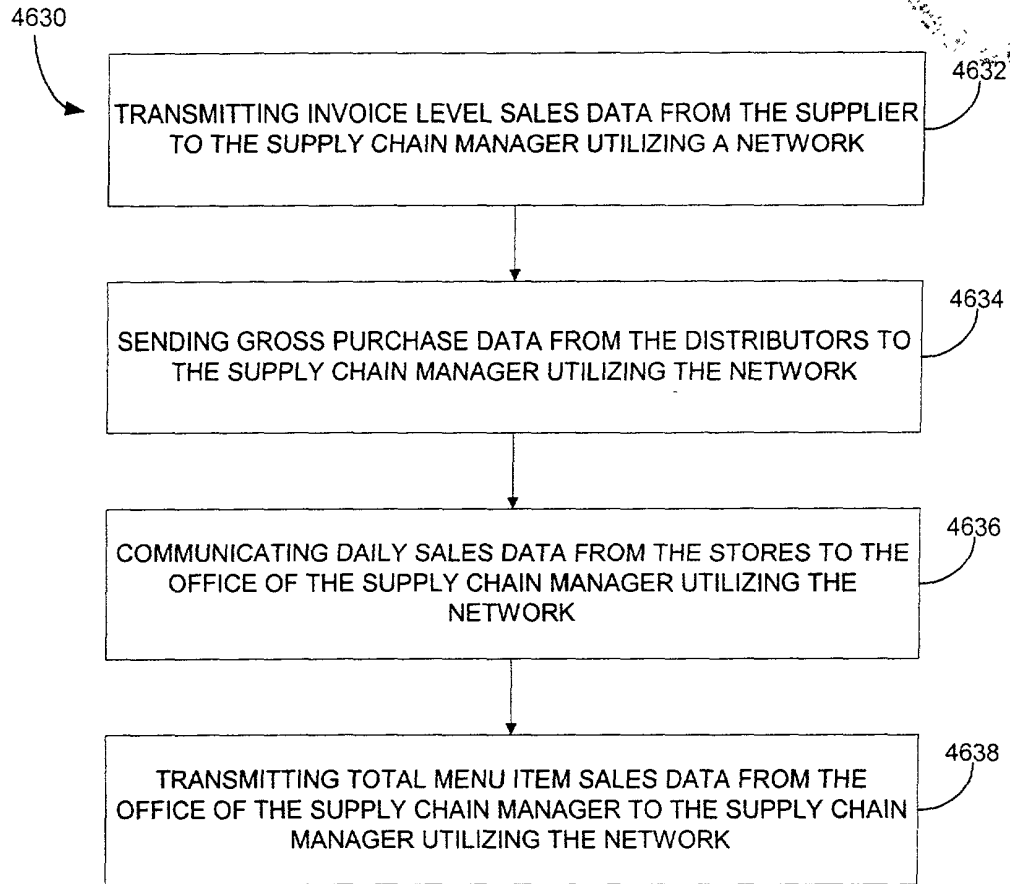 4630
4632
TRANSMITTING INVOICE LEVEL SALES DATA FROM THE SUPPLIER
TO THE SUPPLY CHAIN MANAGER UTILIZING A NETWORK
4634
SENDING GROSS PURCHASE DATA FROM THE DISTRIBUTORS TO
THE SUPPLY CHAIN MANAGER UTILIZING THE NETWORK
4636
COMMUNICATING DAILY SALES DATA FROM THE STORES TO THE
OFFICE OF THE SUPPLY CHAIN MANAGER UTILIZING THE
NETWORK
4638
TRANSMITTING TOTAL MENU ITEM SALES DATA FROM THE
OFFICE OF THE SUPPLY CHAIN MANAGER TO THE SUPPLY CHAIN
MANAGER UTILIZING THE NETWORK